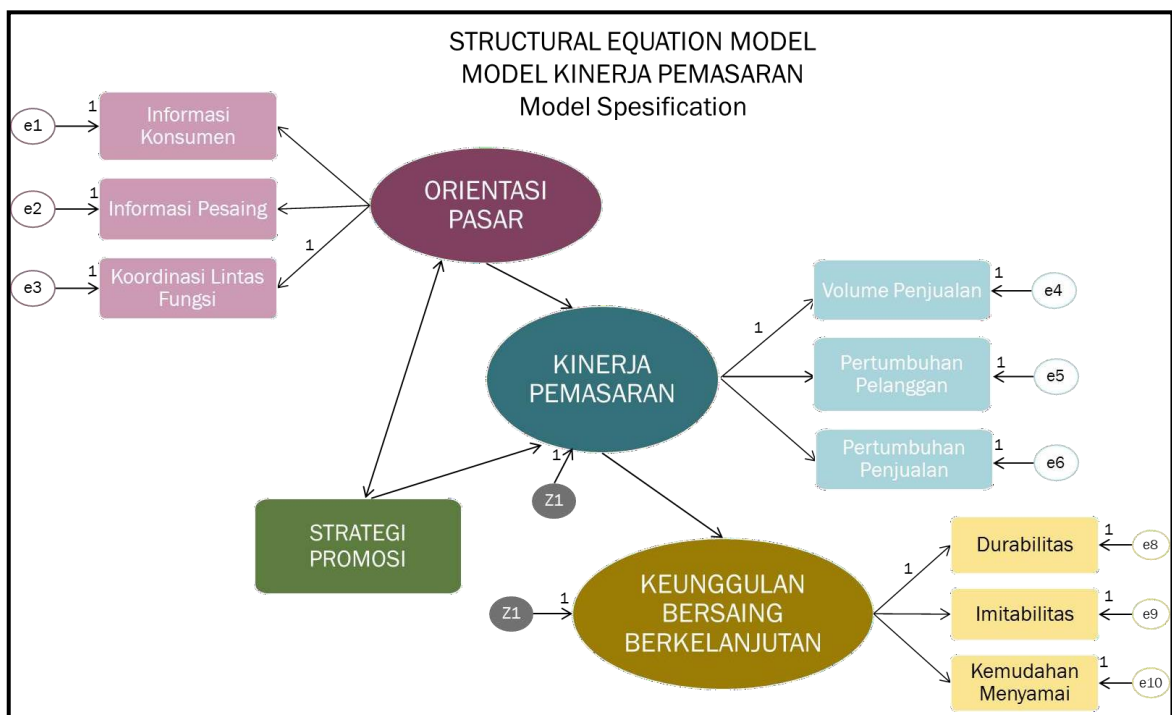 STRUCTURAL EQUATION MODEL
MODEL KINERJA PEMASARAN
Model Spesification
e1
1
Informasi
Konsumen
e2
1
Informasi Pesaing
e3
1
Koordinasi Lintas
Fungsi
1
ORIENTASI
PASAR
KINERJA
PEMASARAN
1
Volume Penjualan
1
e4
Pertumbuhan
Pelanggan
1
e5
Pertumbuhan
Penjualan
1
e6
1
Z1
STRATEGI
PROMOSI
Z1
1
KEUNGGULAN
BERSAING
BERKELANJUTAN
1
Durabilitas
1
e8
Imitabilitas
1
e9
Kemudahan
Menyamai
1
e10